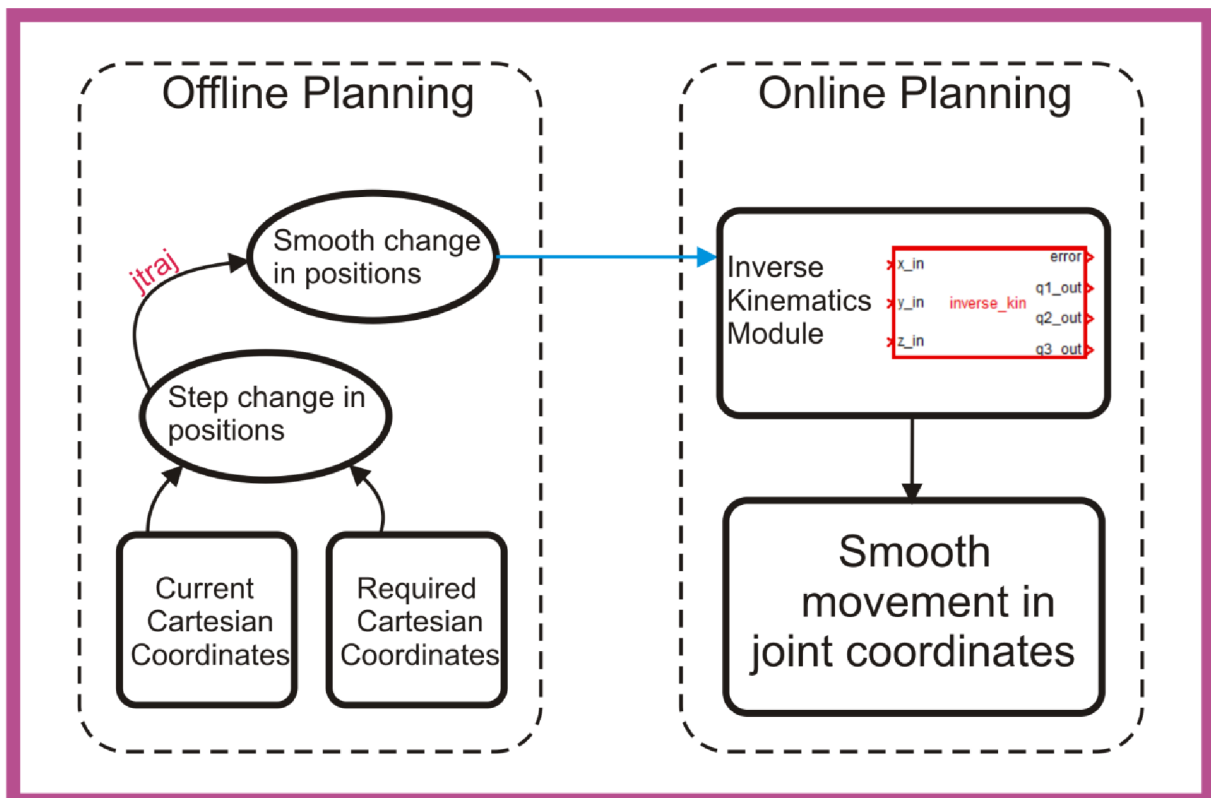 Offline Planning
Smooth change
in positions
jtraj
Step change in
positions
Current
Cartesian
Coordinates
Required
Cartesian
Coordinates
Online Planning
Inverse
Kinematics
Module
x_in
y_in
z_in
inverse_kin
error
q1_out
q2_out
q3_out
Smooth
movement in
joint coordinates